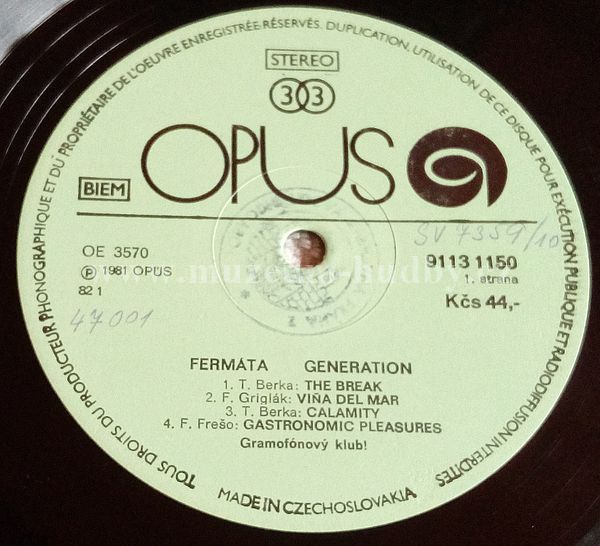 STEREO
33
OPUS
BIEM
OE 3570
℗ 1981 OPUS
82 1
47001
SV 7359/10
9113 1150
1. strana
Kčs 44,-
FERMÁTA GENERATION
1. T. Berka: THE BREAK
2. F. Griglák: VIÑA DEL MAR
3. T. Berka: CALAMITY
4. F. Frešo: GASTRONOMIC PLEASURES
Gramofónový klub!
TOUS DROITS DU PRODUCTEUR PHONOGRAPHIQUE ET DU PROPRIÉTAIRE DE L'OEUVRE ENREGISTRÉE RÉSERVÉS. DUPLICATION, UTILISATION DE CE DISQUE POUR EXÉCUTION PUBLIQUE ET RADIODIFFUSION INTERDITES
MADE IN CZECHOSLOVAKIA